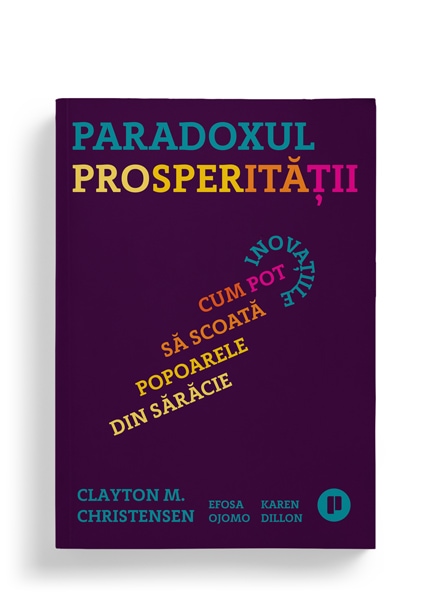 PARADOXUL
PROSPERITĂȚII
CUM POT INOVAȚIILE
SĂ SCOATĂ
POPOARELE
DIN SĂRĂCIE
CLAYTON M.
CHRISTENSEN
EFOSA
OJOMO
KAREN
DILLON